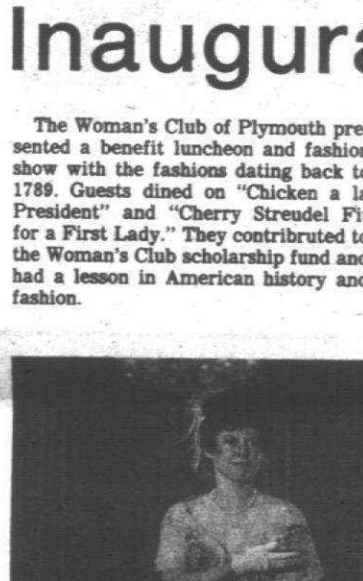 Inaugura
The Woman's Club of Plymouth pre-
sented a benefit luncheon and fashion
show with the fashions dating back to
1789. Guests dined on “Chicken a la
President” and “Cherry Streudel Fi
for a First Lady.” They contribruted to
the Woman's Club scholarship fund and
had a lesson in American history and
fashion.